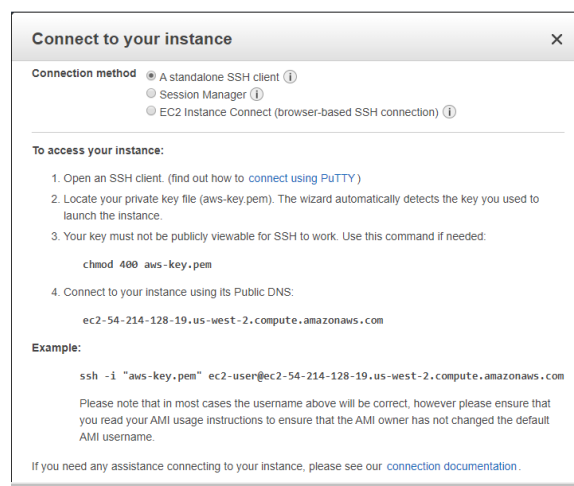 Connect to your instance
Connection method
A standalone SSH client
Session Manager
EC2 Instance Connect (browser-based SSH connection)
To access your instance:
1. Open an SSH client. (find out how to connect using PuTTY )
2. Locate your private key file (aws-key.pem). The wizard automatically detects the key you used to
launch the instance.
3. Your key must not be publicly viewable for SSH to work. Use this command if needed:
chmod 400 aws-key.pem
4. Connect to your instance using its Public DNS:
ec2-54-214-128-19.us-west-2.compute.amazonaws.com
Example:
ssh -i "aws-key.pem" ec2-user@ec2-54-214-128-19.us-west-2.compute.amazonaws.com
Please note that in most cases the username above will be correct, however please ensure that
you read your AMI usage instructions to ensure that the AMI owner has not changed the default
AMI username.
If you need any assistance connecting to your instance, please see our connection documentation .